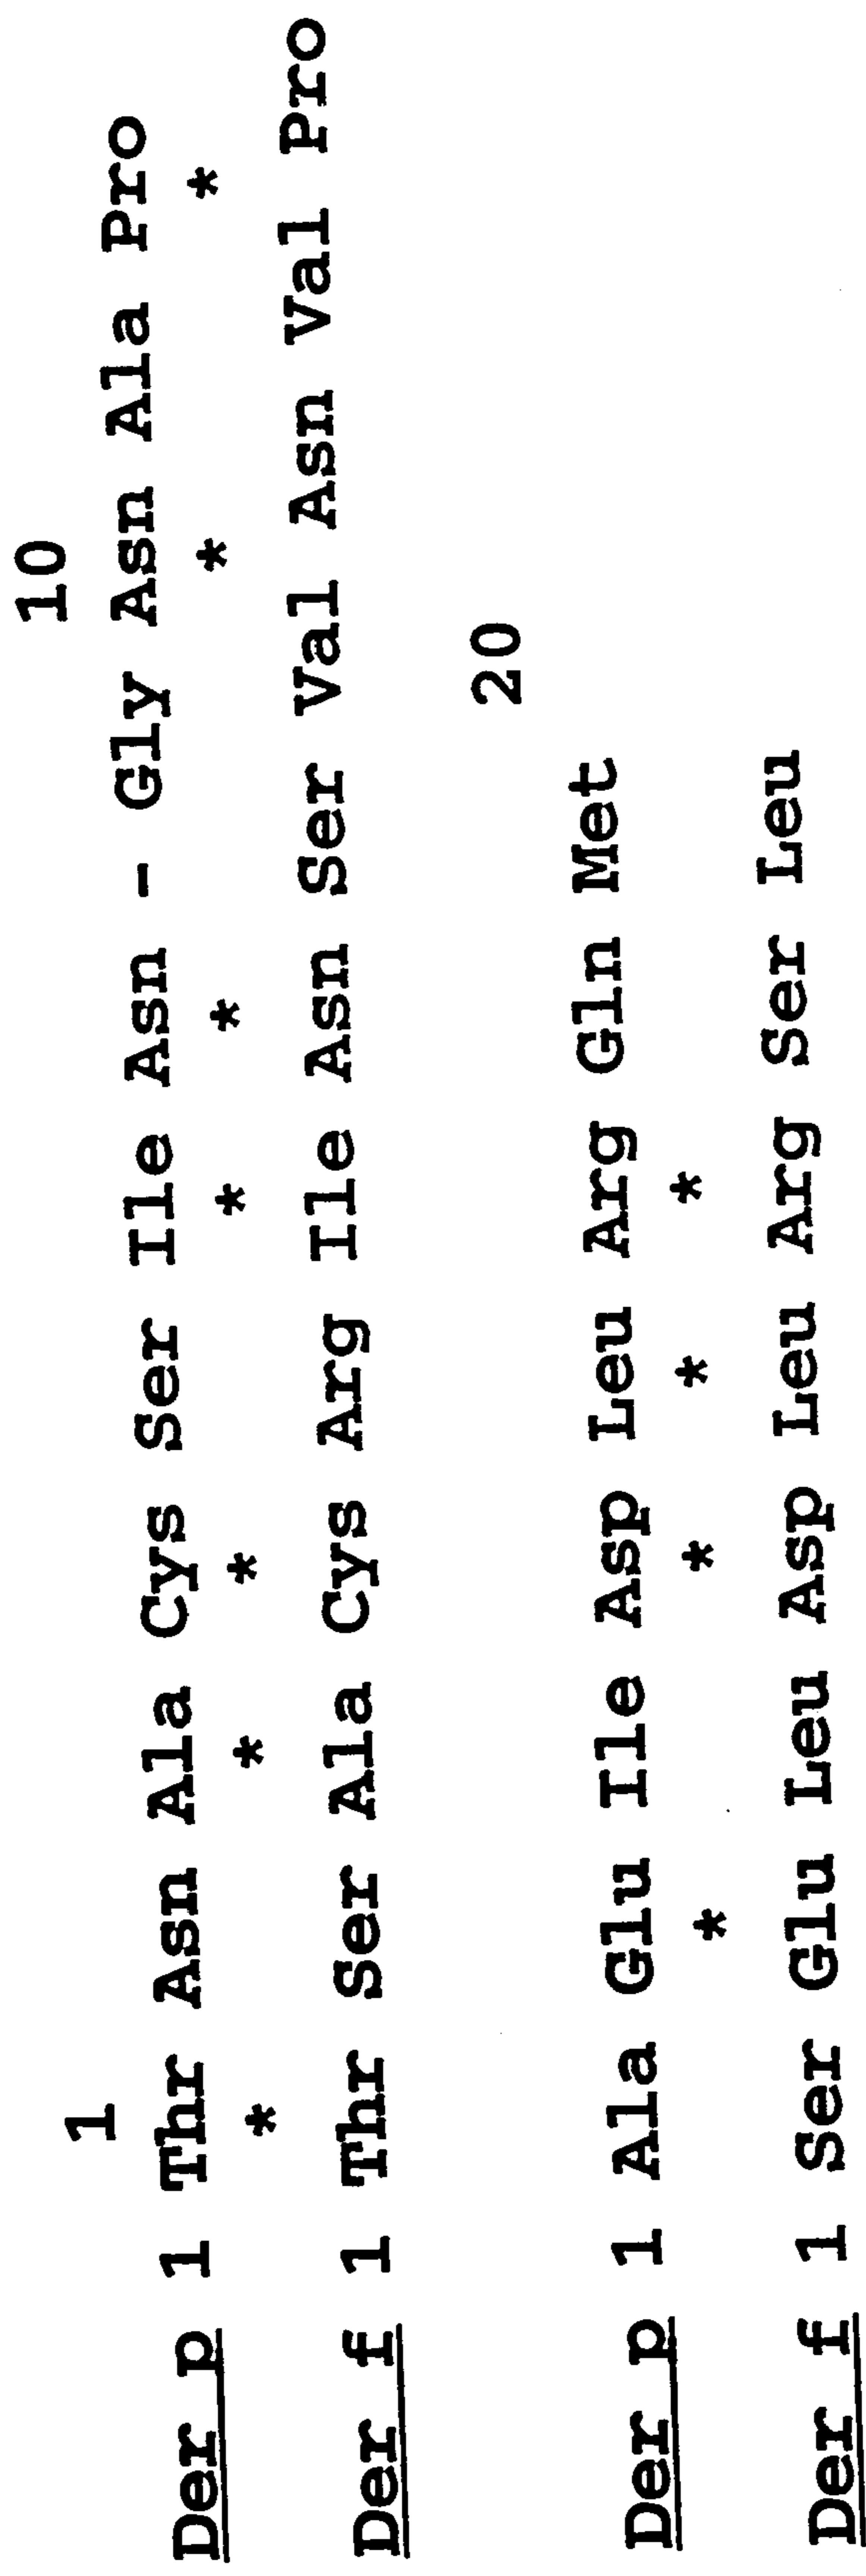 1 10
Der p 1 Thr Asn Ala Cys Ser Ile Asn - Gly Asn Ala Pro
* * * * * * *
Der f 1 Thr Ser Ala Cys Arg Ile Asn Ser Val Asn Val Pro
20
Der p 1 Ala Glu Ile Asp Leu Arg Gln Met
* * * *
Der f 1 Ser Glu Leu Asp Leu Arg Ser Leu